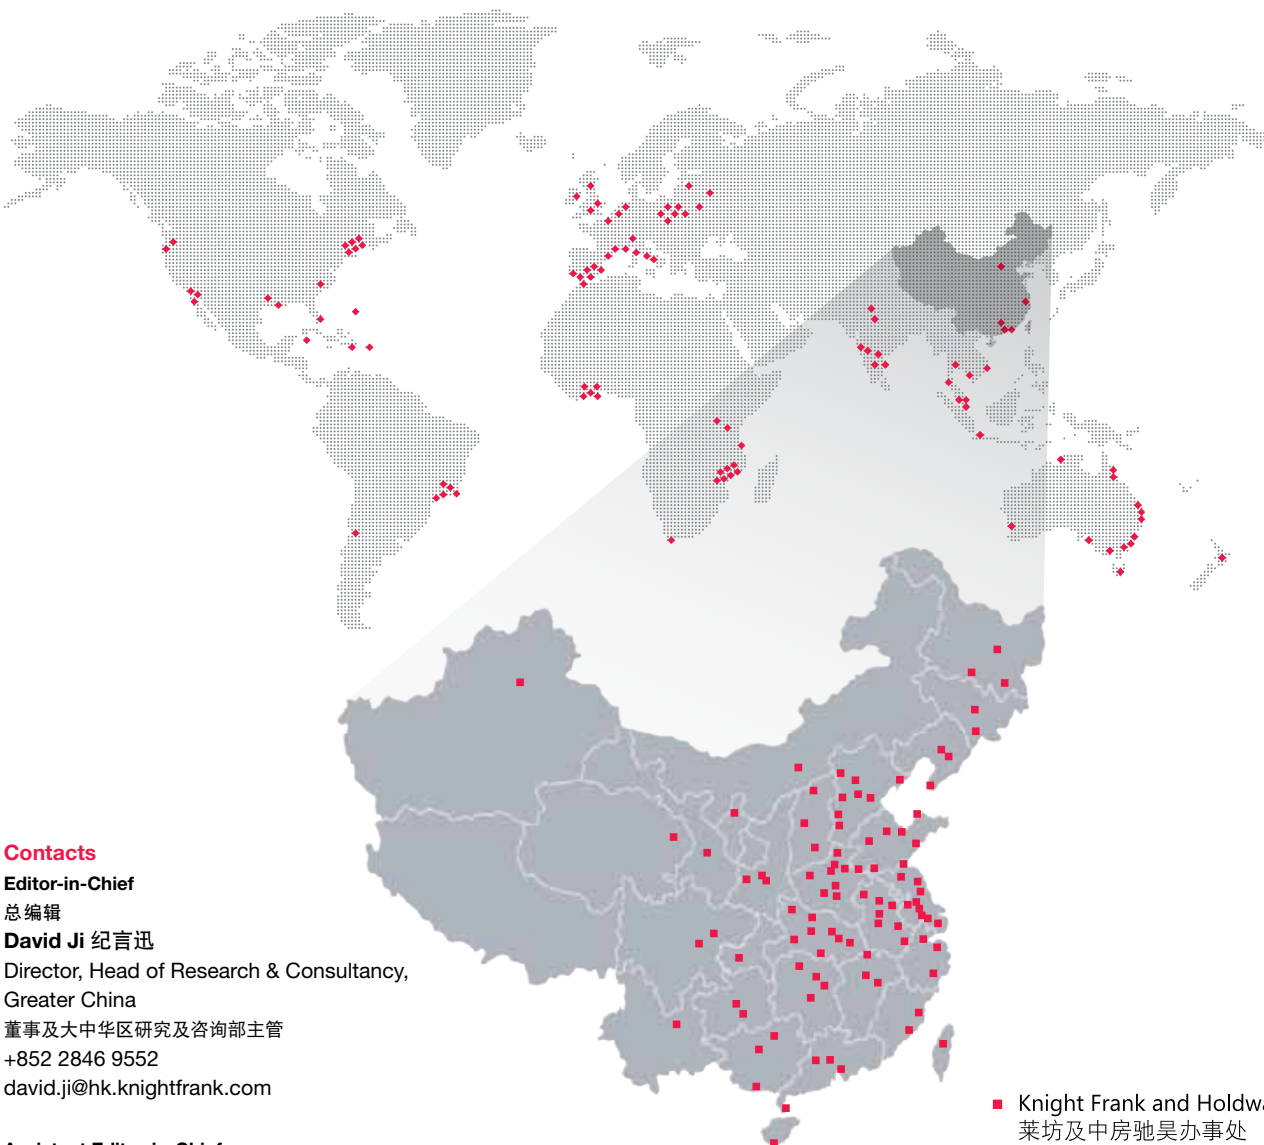 Contacts
Editor-in-Chief
总编辑
David Ji 纪言迅
Director, Head of Research & Consultancy,
Greater China
董事及大中华区研究及咨询部主管
+852 2846 9552
david.ji@hk.knightfrank.com
Knight Frank and Holdwa
莱坊及中房驰昊办事处